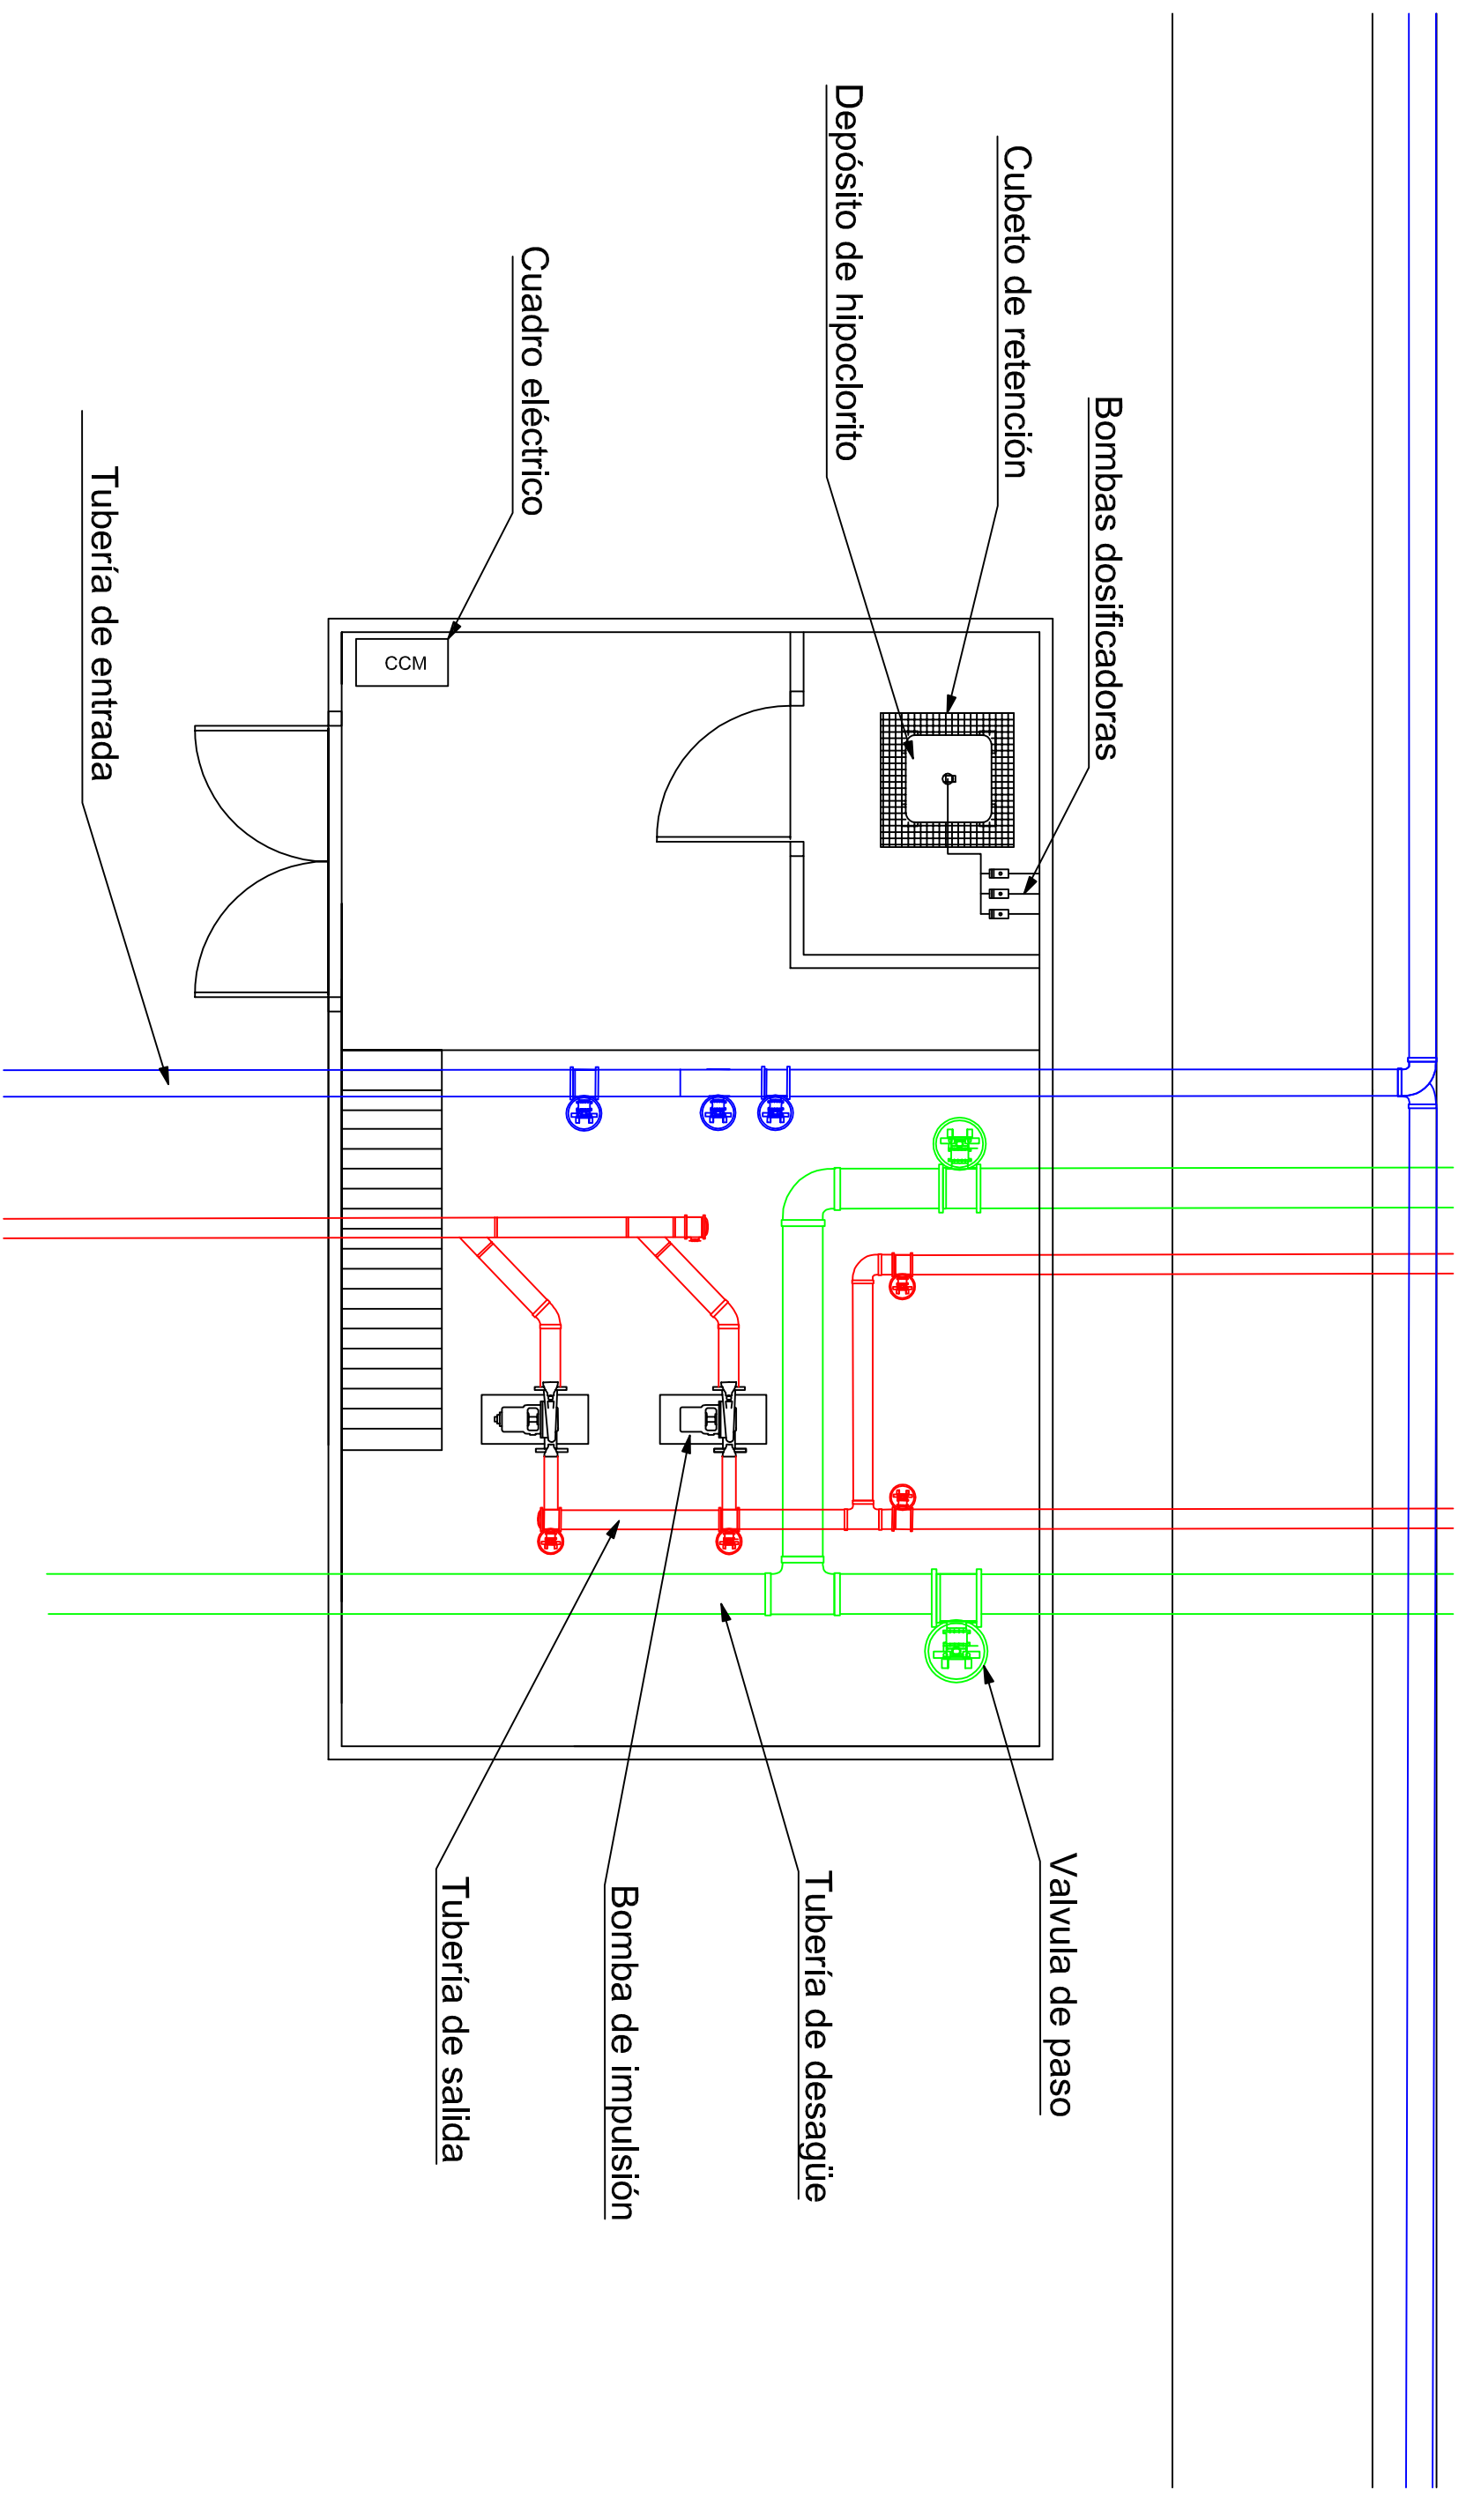 Bombas dosificadoras
Cubeto de retención
Depósito de hipoclorito
Cuadro eléctrico
Tubería de entrada
CCM
Valvula de paso
Tubería de desagüe
Bomba de impulsión
Tubería de salida